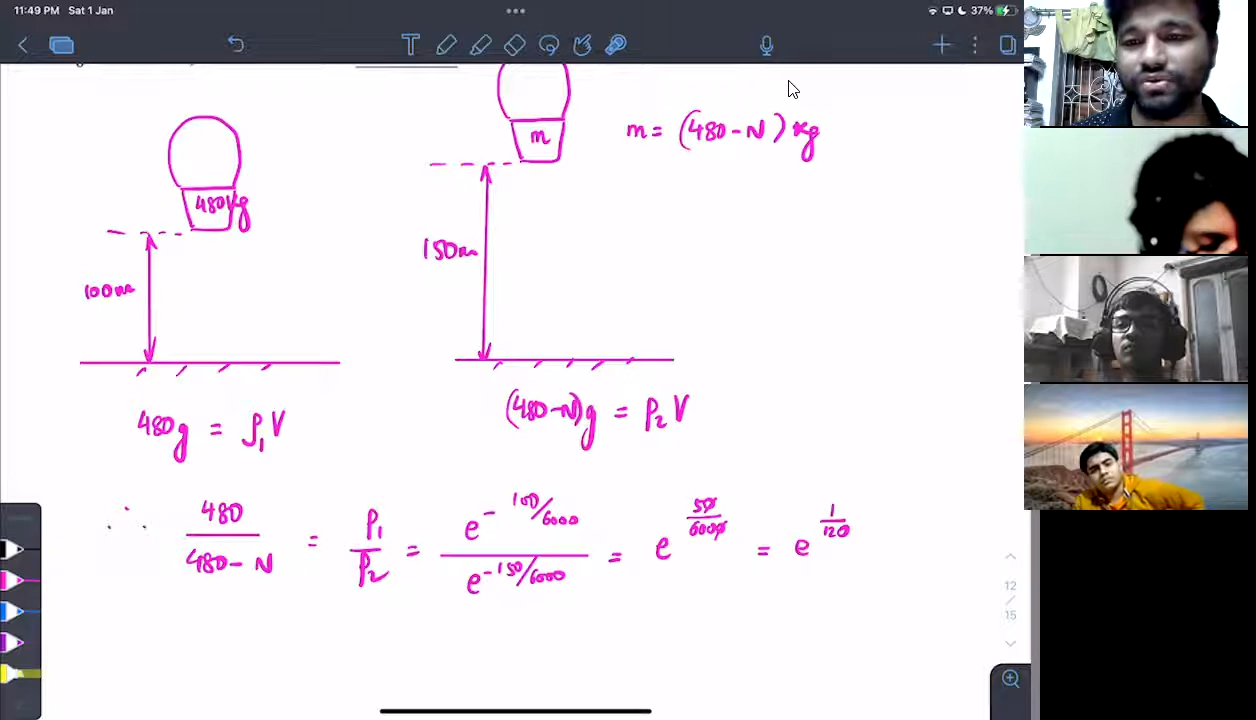 11:49 PM Sat 1 Jan
37%
m
m = (480-N) kg
480kg
150m
100m
480g = ρ₁V
(480-N)g = ρ₂V
∴ 480/(480-N) = ρ₁/ρ₂ = e^(-100/6000) / e^(-150/6000) = e^(50/6000) = e^(1/120)
12
/
15